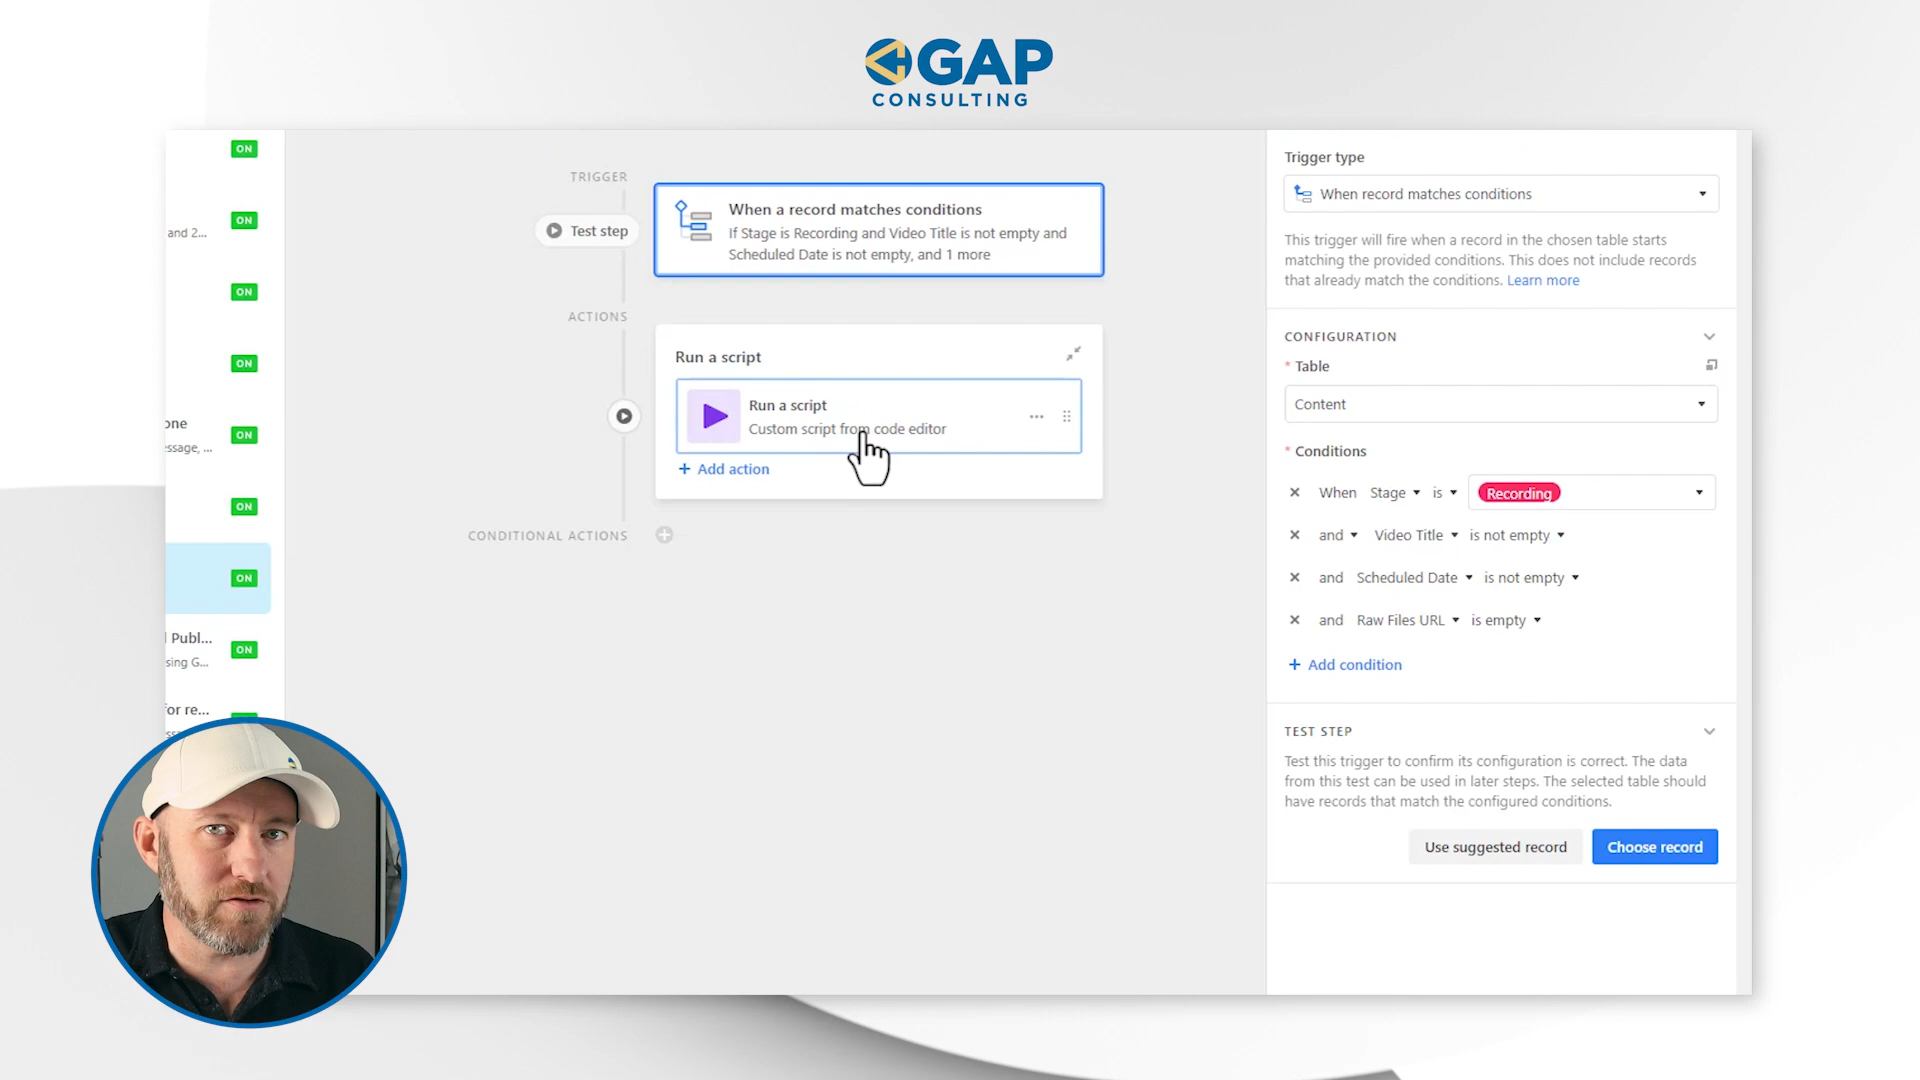 GAP
CONSULTING
ON
and 2...
ON
ON
ON
one
ON
ssage, ...
ON
ON
Publ...
ON
sing G...
for re...
TRIGGER
Test step
When a record matches conditions
If Stage is Recording and Video Title is not empty and
Scheduled Date is not empty, and 1 more
ACTIONS
Run a script
Run a script
Custom script from code editor
+ Add action
CONDITIONAL ACTIONS
Trigger type
When record matches conditions
This trigger will fire when a record in the chosen table starts
matching the provided conditions. This does not include records
that already match the conditions. Learn more
CONFIGURATION
* Table
Content
* Conditions
When Stage is Recording
and Video Title is not empty
and Scheduled Date is not empty
and Raw Files URL is empty
+ Add condition
TEST STEP
Test this trigger to confirm its configuration is correct. The data
from this test can be used in later steps. The selected table should
have records that match the configured conditions.
Use suggested record
Choose record